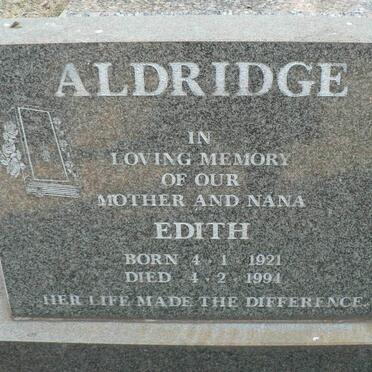 ALDRIDGE
IN
LOVING MEMORY
OF OUR
MOTHER AND NANA
EDITH
BORN 4 · 1 · 1921
DIED 4 · 2 · 1994
HER LIFE MADE THE DIFFERENCE.